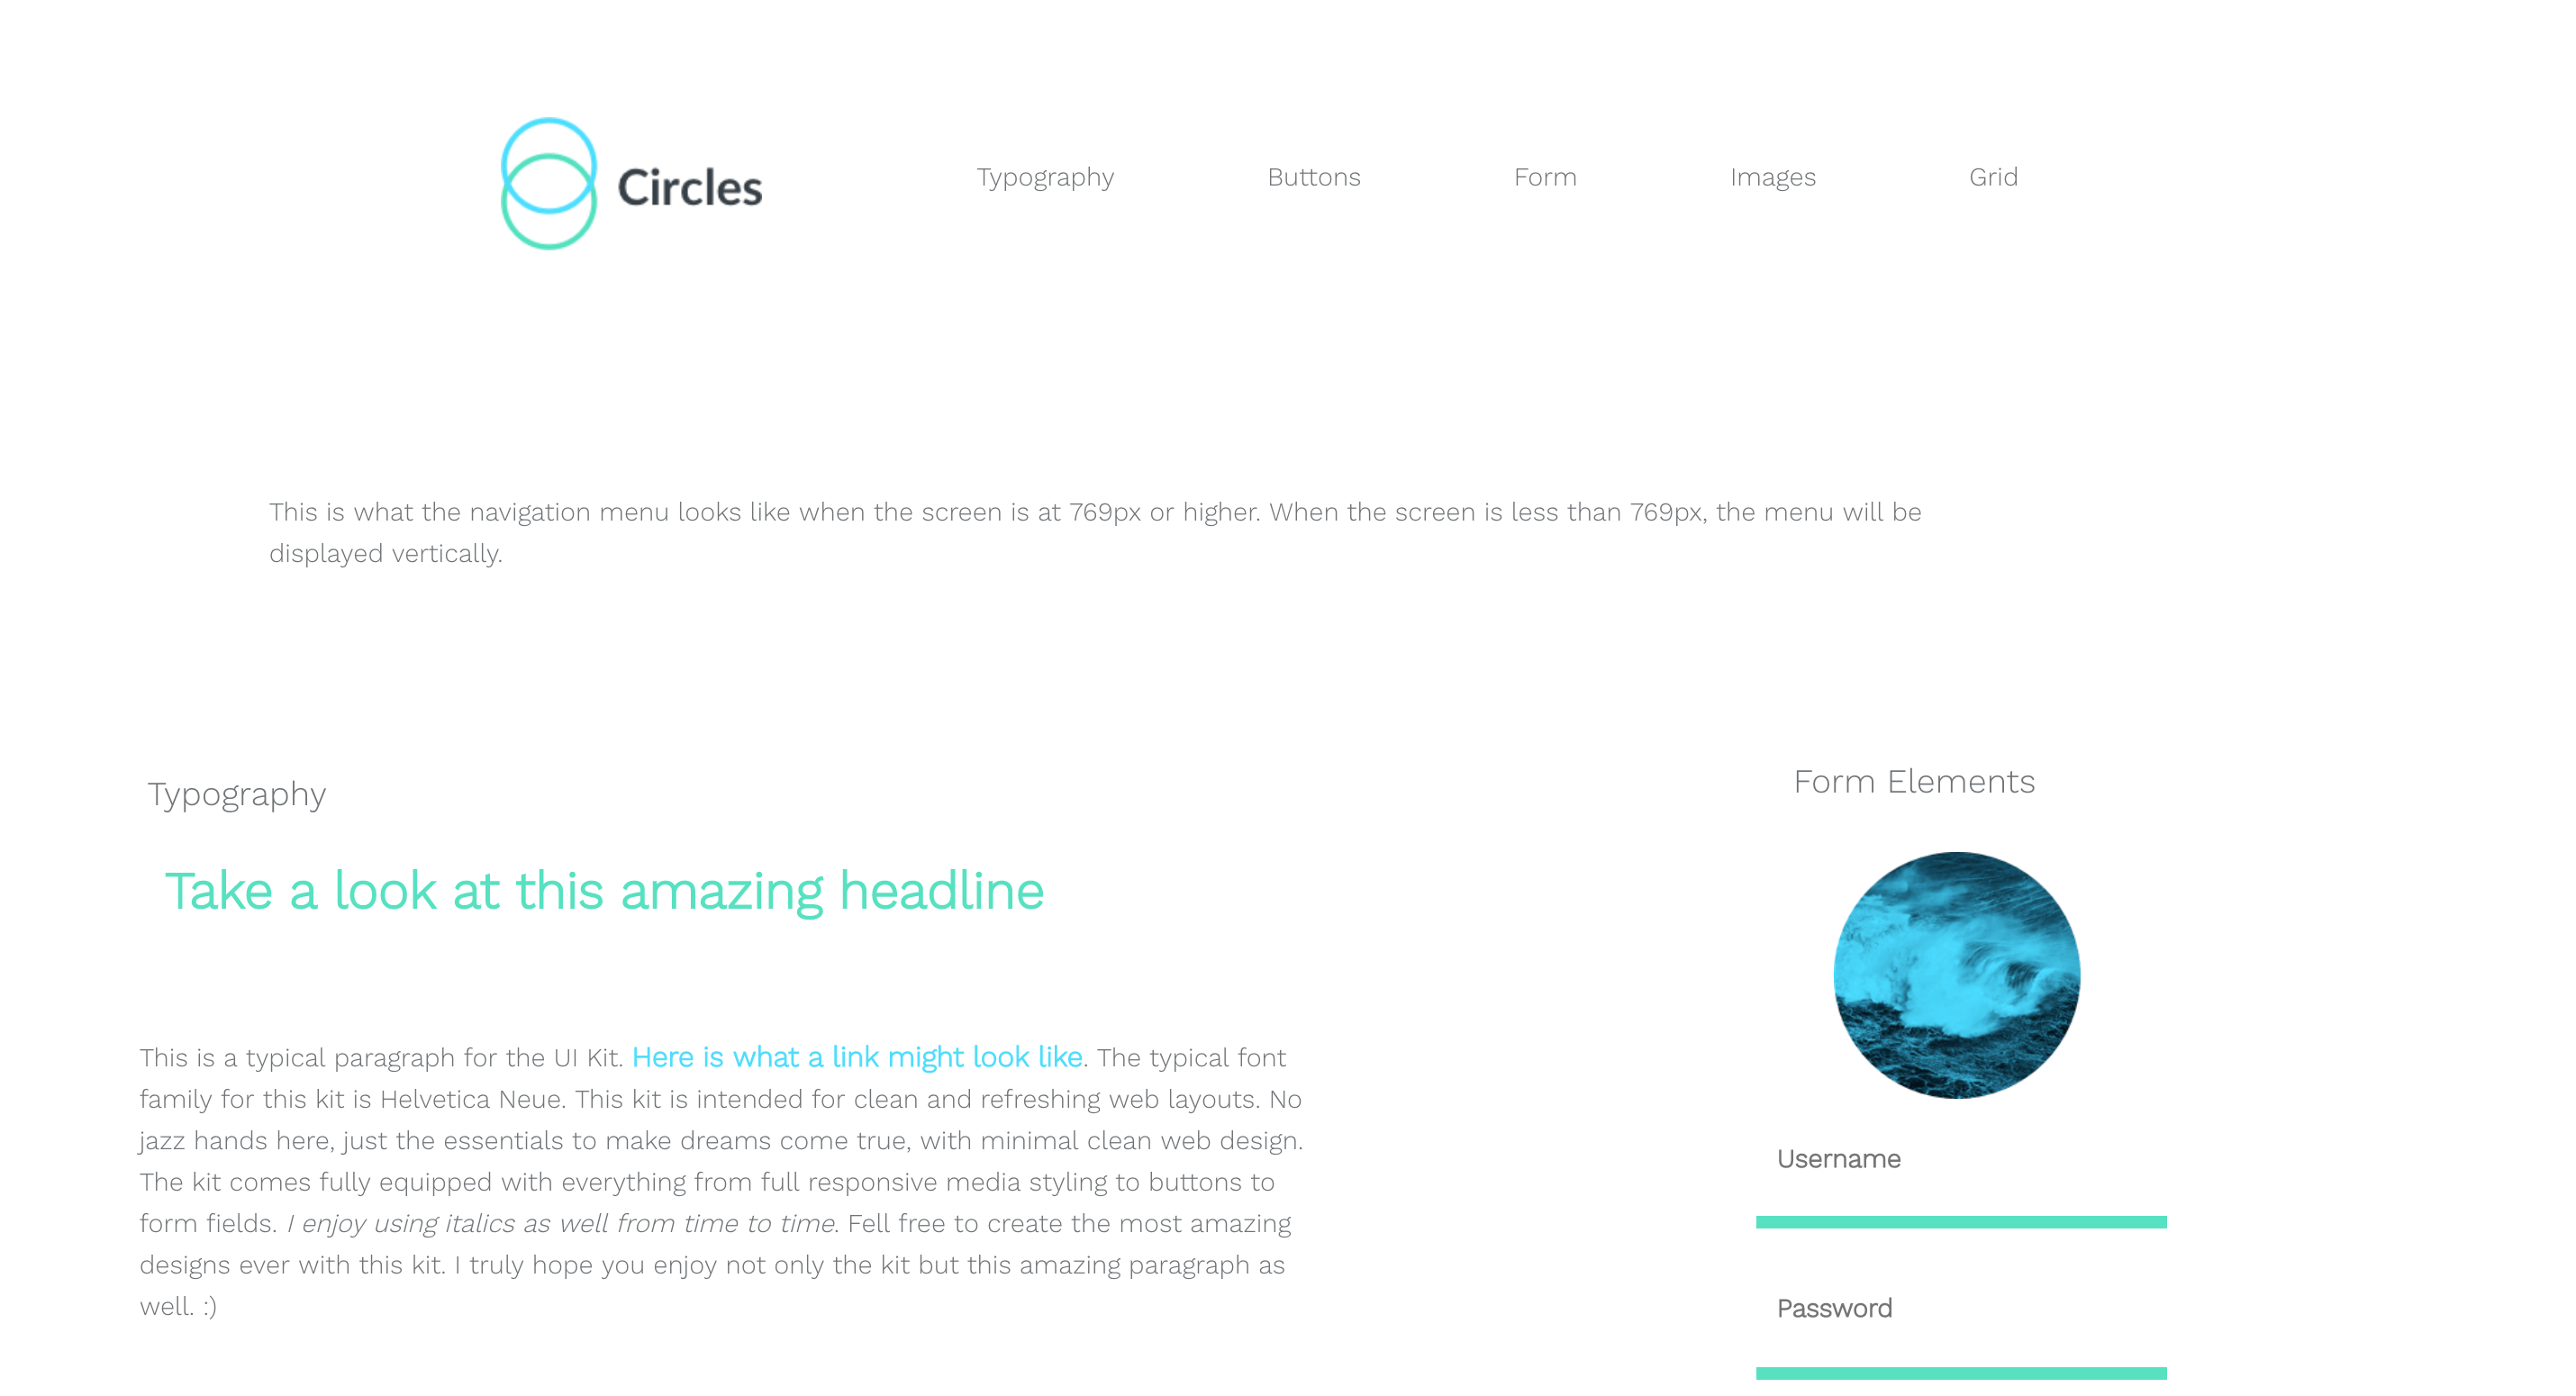 Circles
Typography
Buttons
Form
Images
Grid
This is what the navigation menu looks like when the screen is at 769px or higher. When the screen is less than 769px, the menu will be
displayed vertically.
Typography
Take a look at this amazing headline
This is a typical paragraph for the UI Kit. Here is what a link might look like. The typical font
family for this kit is Helvetica Neue. This kit is intended for clean and refreshing web layouts. No
jazz hands here, just the essentials to make dreams come true, with minimal clean web design.
The kit comes fully equipped with everything from full responsive media styling to buttons to
form fields. I enjoy using italics as well from time to time. Fell free to create the most amazing
designs ever with this kit. I truly hope you enjoy not only the kit but this amazing paragraph as
well. :)
Form Elements
Username
Password